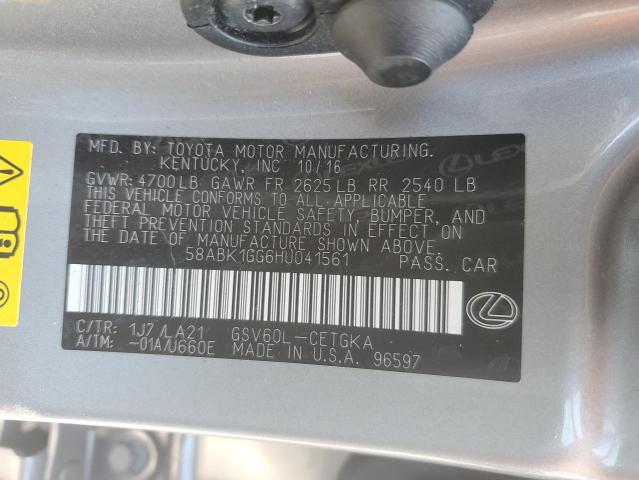 MFD. BY: TOYOTA MOTOR MANUFACTURING.
KENTUCKY, INC 10/16
GVWR: 4700 LB GAWR FR 2625 LB RR 2540 LB
THIS VEHICLE CONFORMS TO ALL APPLICABLE
FEDERAL MOTOR VEHICLE SAFETY, BUMPER, AND
THEFT PREVENTION STANDARDS IN EFFECT ON
THE DATE OF MANUFACTURE SHOWN ABOVE.
58ABK1GG6HU041561 PASS. CAR
C/TR: 1J7 /LA21 GSV60L-CETGKA
A/TM: -01A/U660E MADE IN U.S.A. 96597